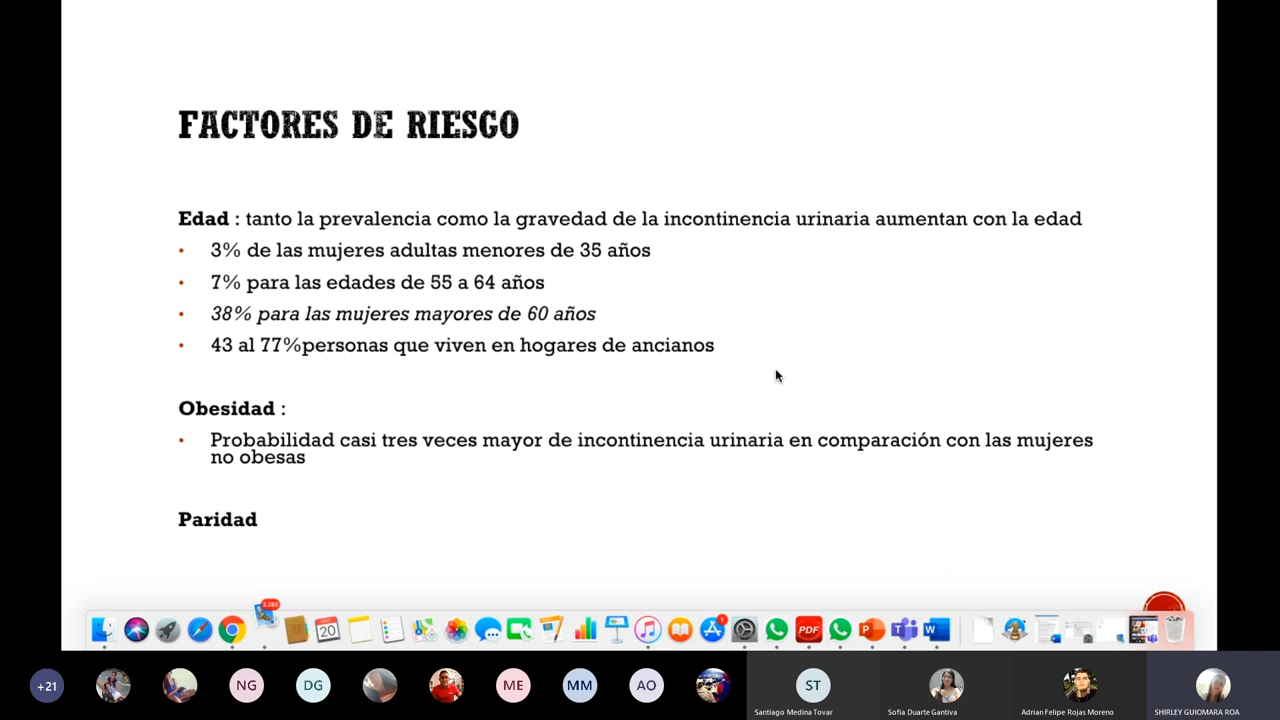 FACTORES DE RIESGO
Edad : tanto la prevalencia como la gravedad de la incontinencia urinaria aumentan con la edad
• 3% de las mujeres adultas menores de 35 años
• 7% para las edades de 55 a 64 años
• 38% para las mujeres mayores de 60 años
• 43 al 77%personas que viven en hogares de ancianos
Obesidad :
• Probabilidad casi tres veces mayor de incontinencia urinaria en comparación con las mujeres
no obesas
Paridad
20
PDF
+21
NG
DG
ME
MM
AO
ST
Santiago Medina Tovar
Sofia Duarte Gantiva
Adrian Felipe Rojas Moreno
SHIRLEY GUIOMARA ROA